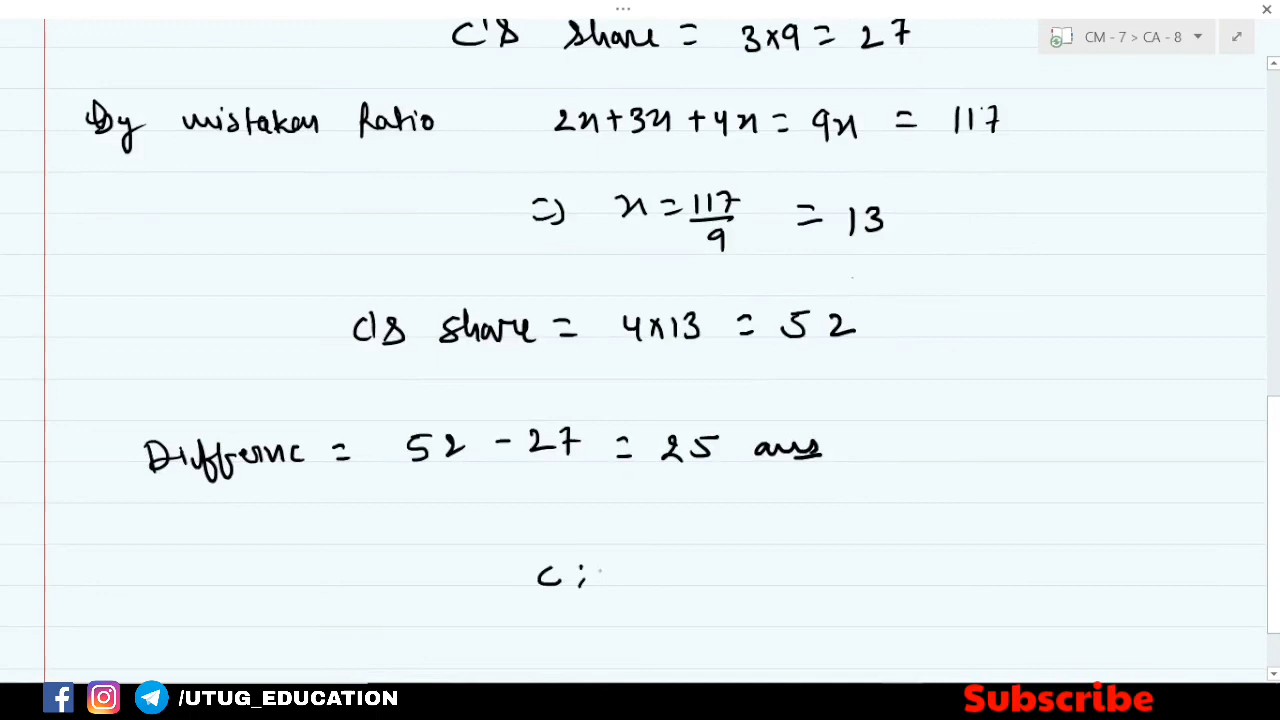 C's share = 3x9 = 27
CM - 7 > CA - 8
By mistaken Ratio 2x+3x+4x = 9x = 117
=> x = 117/9 = 13
C's share = 4x13 = 52
Differnc = 52 - 27 = 25 ans
C ;
/UTUG_EDUCATION
Subscribe